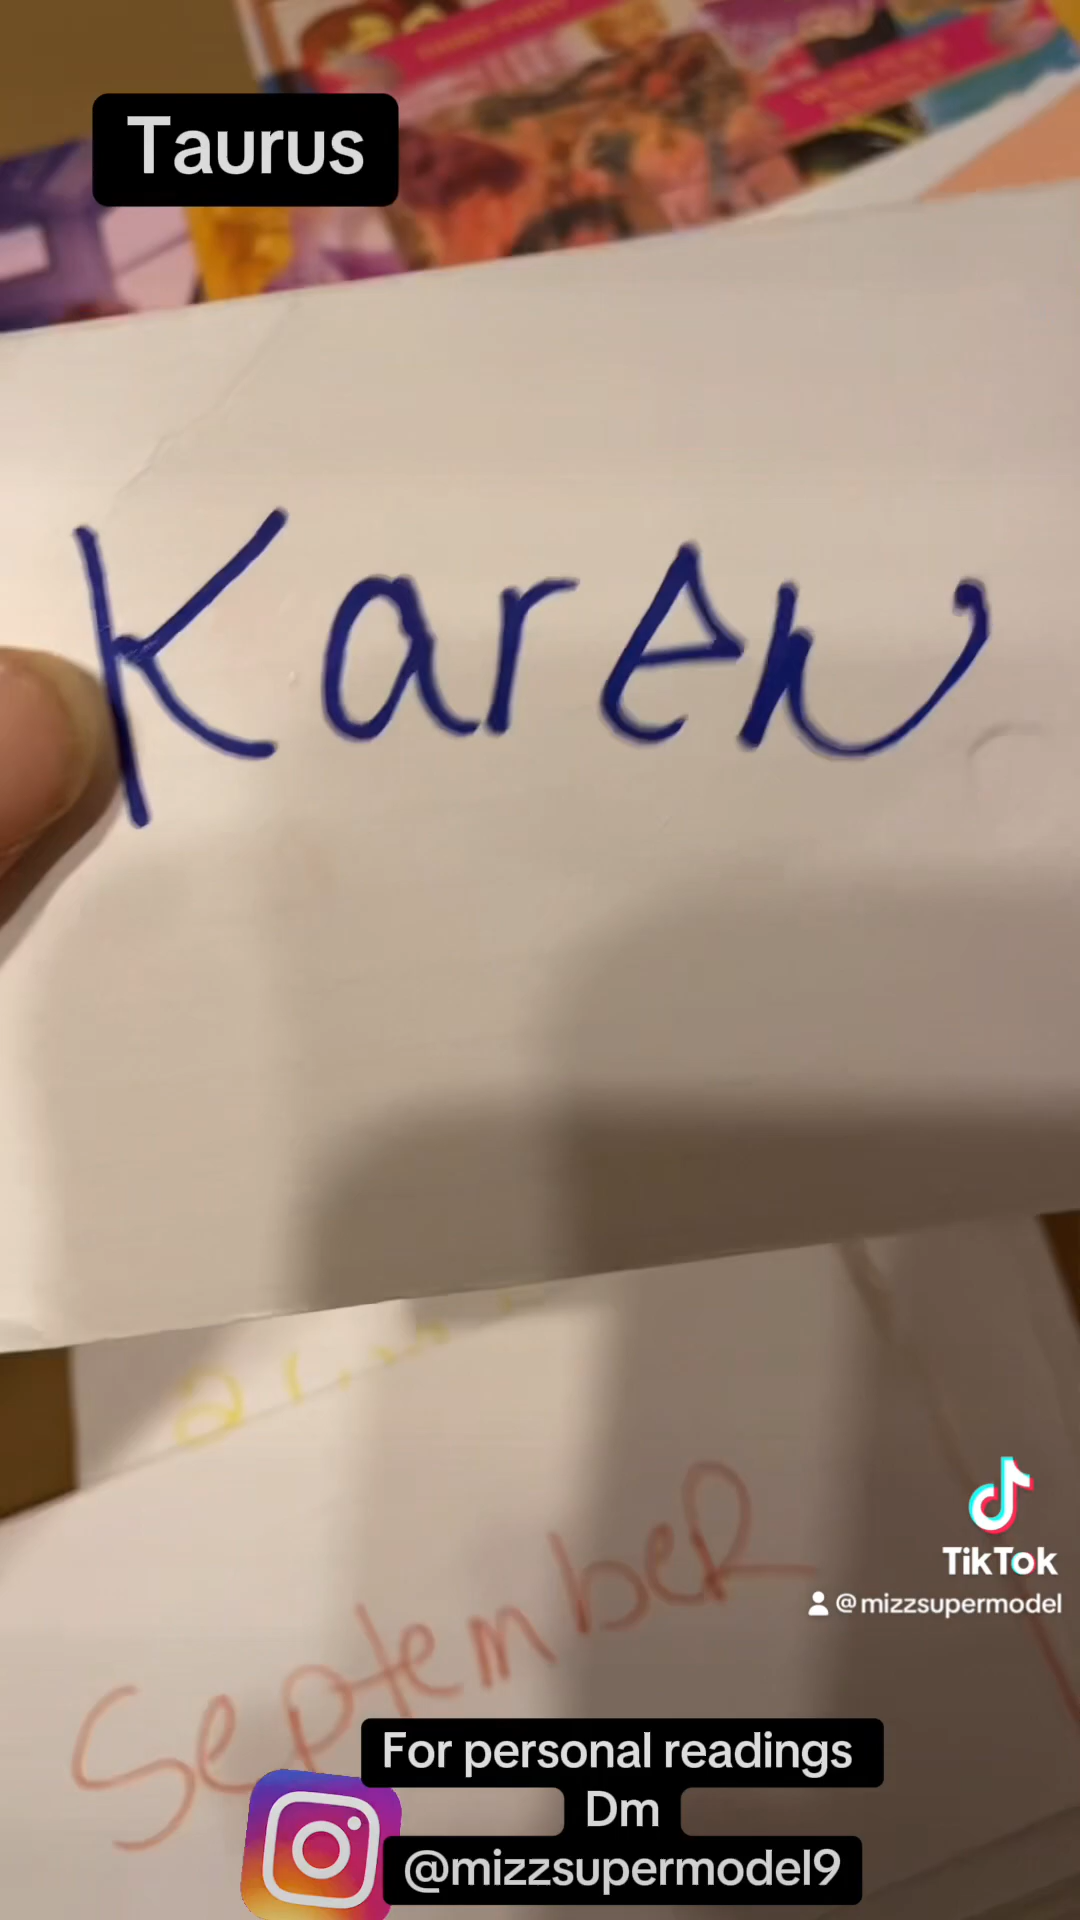 Taurus
Karen
September
TikTok
@mizzsupermodel
For personal readings
Dm
@mizzsupermodel9